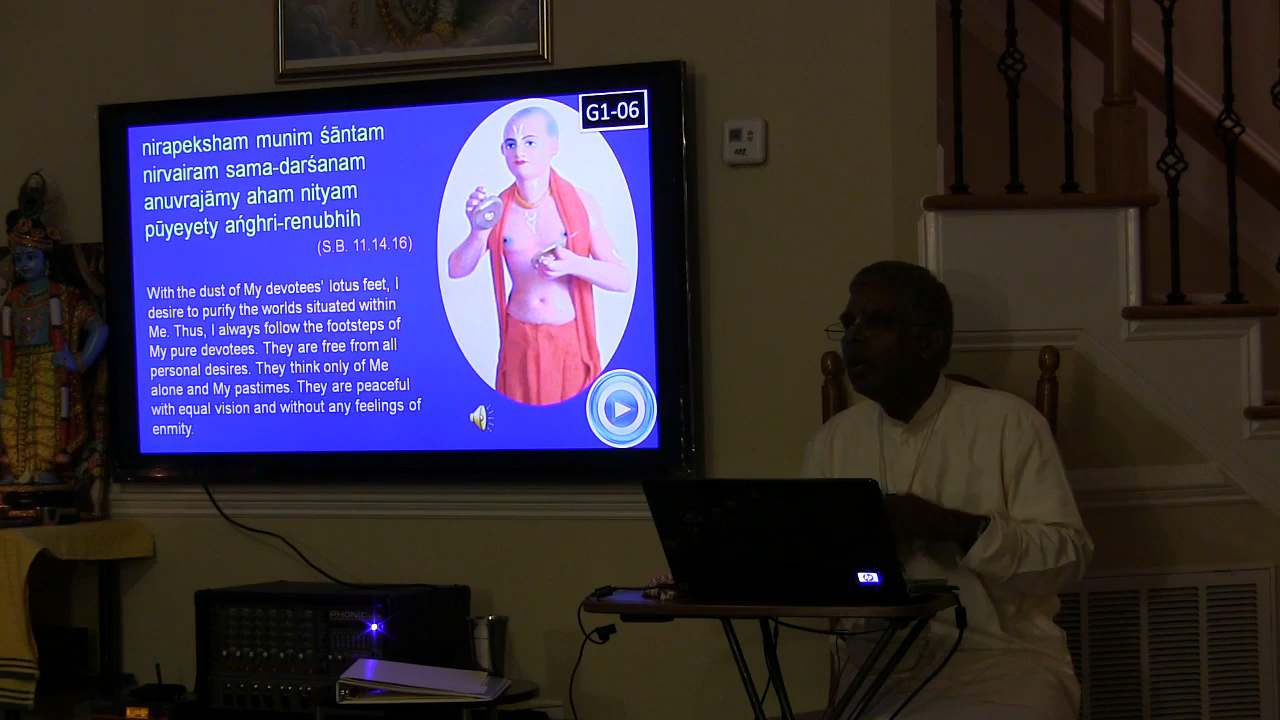 G1-06
nirapeksham munim śāntam
nirvairam sama-darśanam
anuvrajāmy aham nityam
pūyeyety ańghri-renubhih
(S.B. 11.14.16)
With the dust of My devotees' lotus feet, I
desire to purify the worlds situated within
Me. Thus, I always follow the footsteps of
My pure devotees. They are free from all
personal desires. They think only of Me
alone and My pastimes. They are peaceful
with equal vision and without any feelings of
enmity.
PHONIC
hp